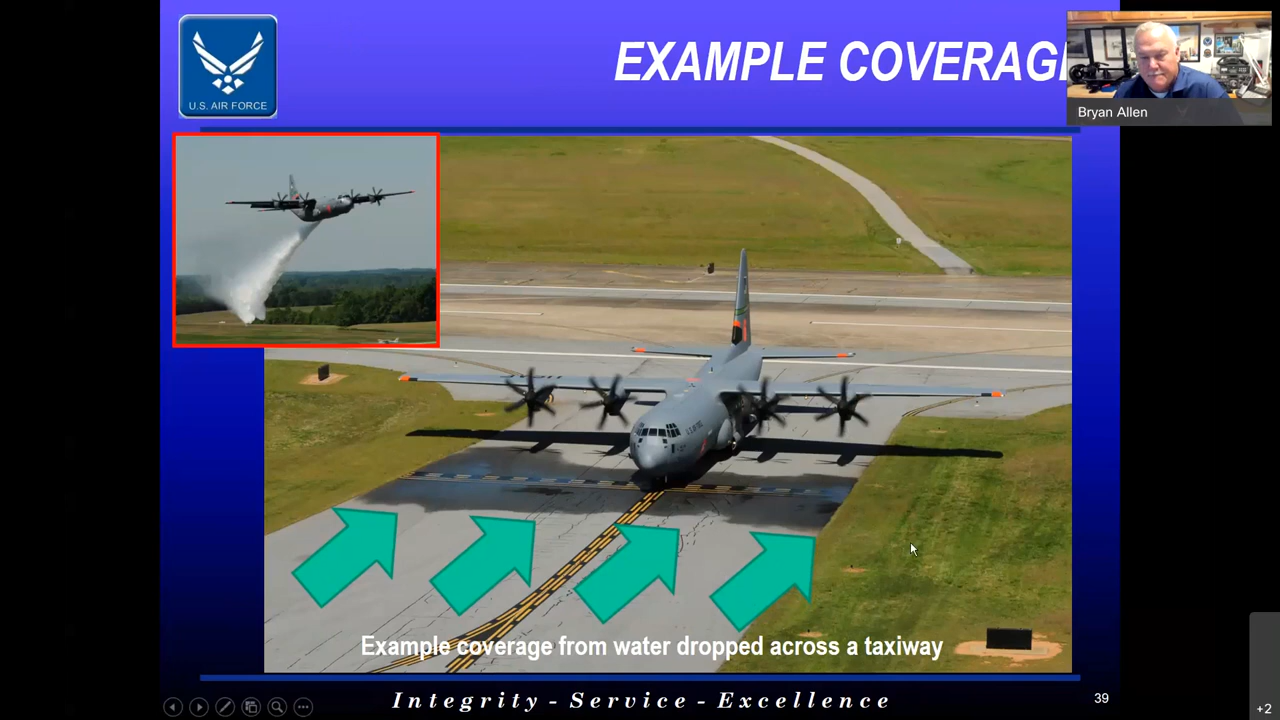 U.S. AIR FORCE
EXAMPLE COVERAG
Bryan Allen
Example coverage from water dropped across a taxiway
Integrity - Service - Excellence
39
+2